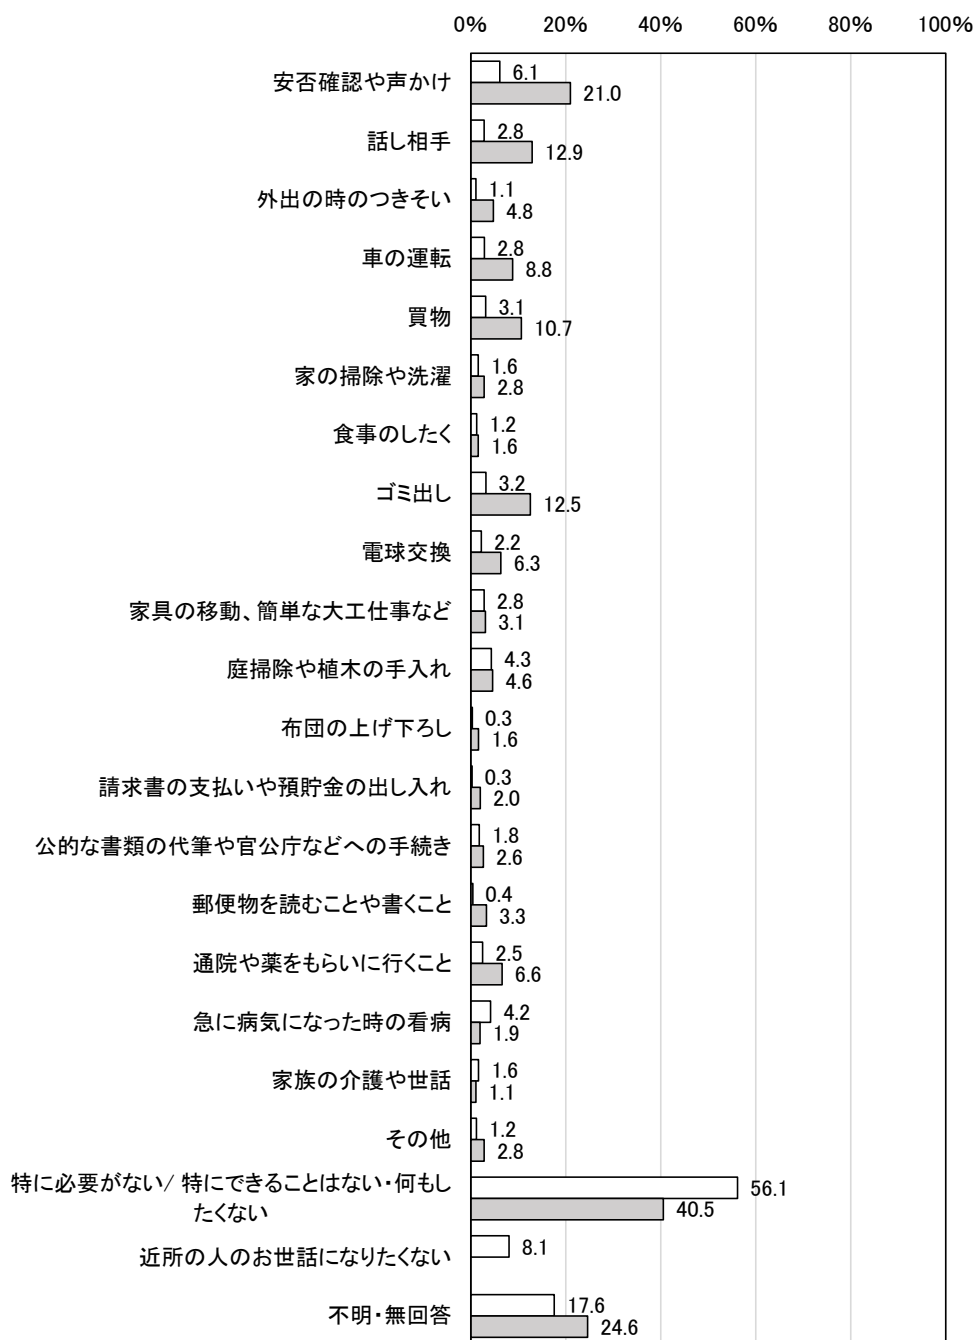 0% 20% 40% 60% 80% 100%
安否確認や声かけ 6.1
21.0
話し相手 2.8
12.9
外出の時のつきそい 1.1
4.8
車の運転 2.8
8.8
買物 3.1
10.7
家の掃除や洗濯 1.6
2.8
食事のしたく 1.2
1.6
ゴミ出し 3.2
12.5
電球交換 2.2
6.3
家具の移動、簡単な大工仕事など 2.8
3.1
庭掃除や植木の手入れ 4.3
4.6
布団の上げ下ろし 0.3
1.6
請求書の支払いや預貯金の出し入れ 0.3
2.0
公的な書類の代筆や官公庁などへの手続き 1.8
2.6
郵便物を読むことや書くこと 0.4
3.3
通院や薬をもらいに行くこと 2.5
6.6
急に病気になった時の看病 4.2
1.9
家族の介護や世話 1.6
1.1
その他 1.2
2.8
特に必要がない/ 特にできることはない・何もし 56.1
たくない 40.5
近所の人のお世話になりたくない 8.1
不明・無回答 17.6
24.6